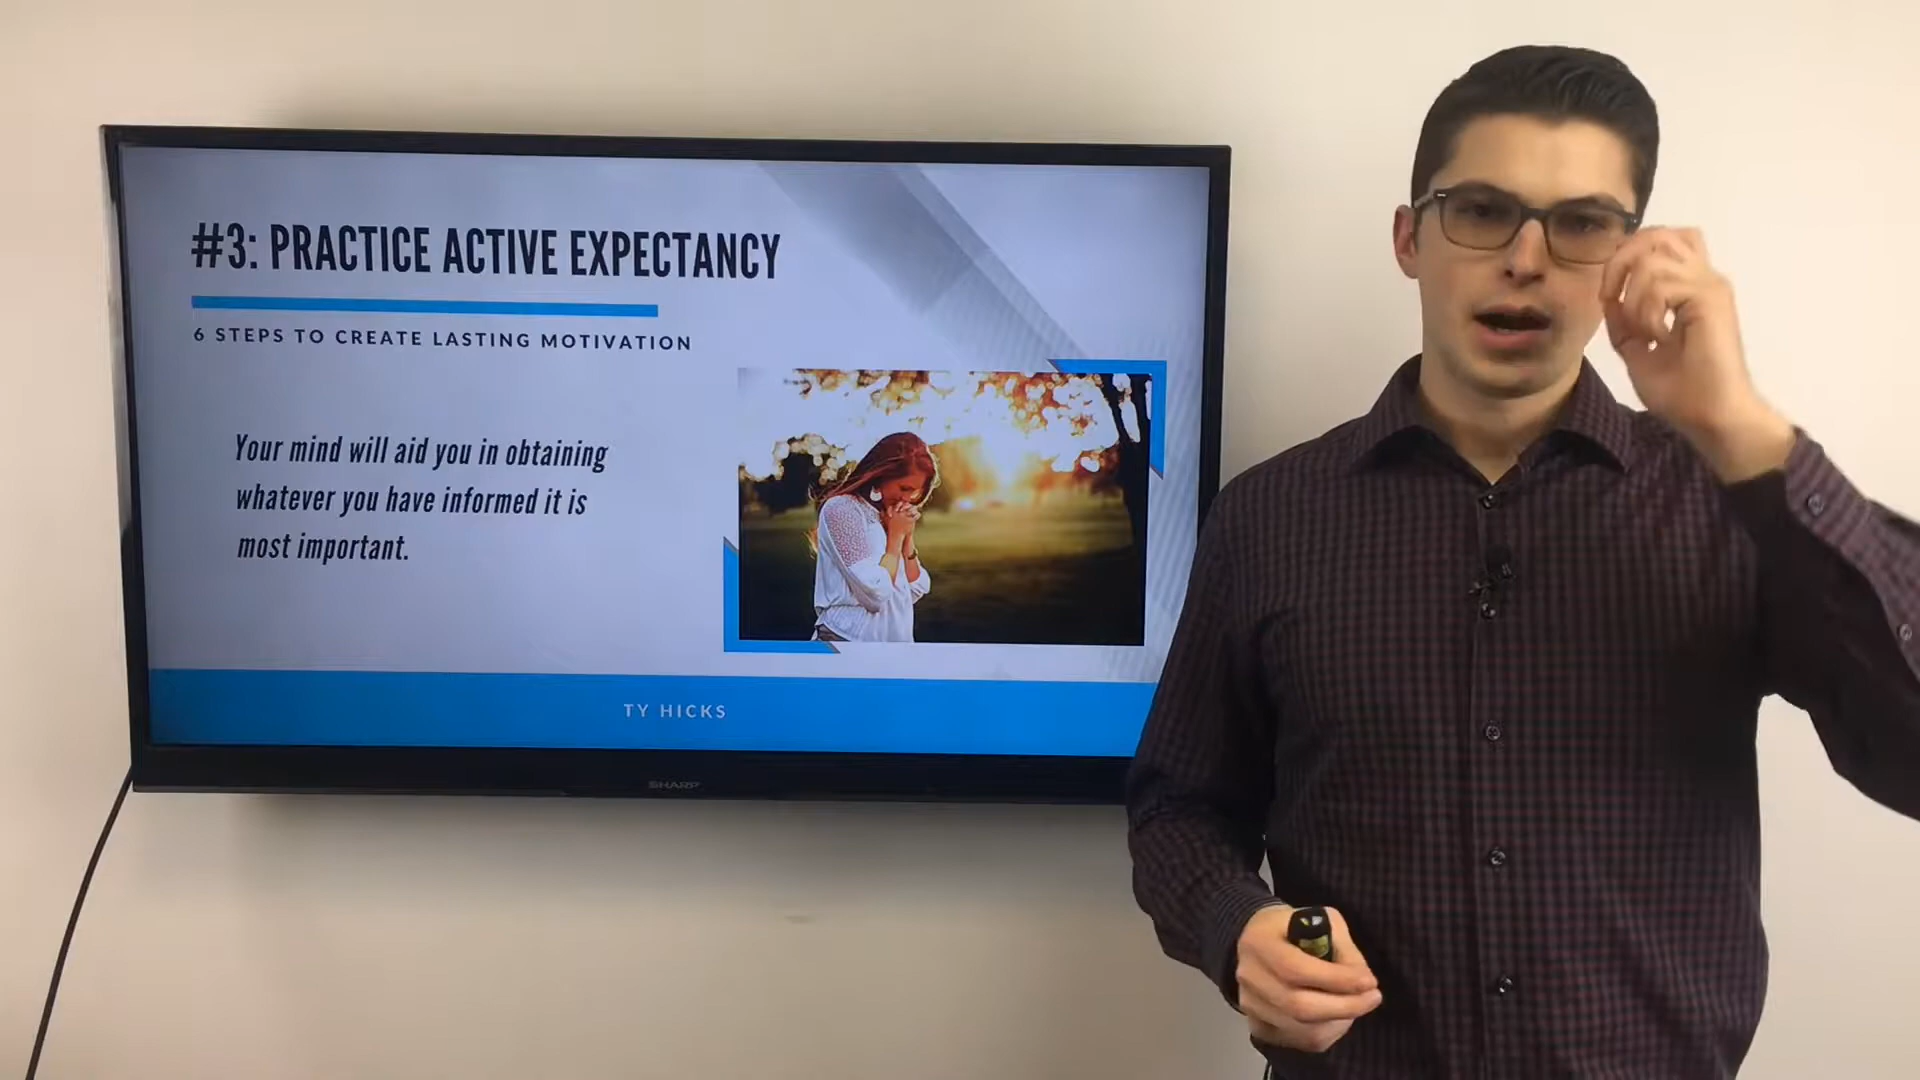 #3: PRACTICE ACTIVE EXPECTANCY
6 STEPS TO CREATE LASTING MOTIVATION
Your mind will aid you in obtaining
whatever you have informed it is
most important.
TY HICKS
SHARP